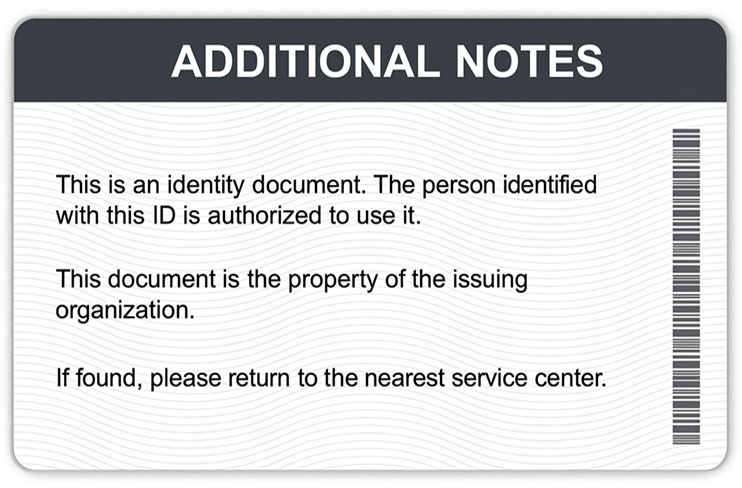 ADDITIONAL NOTES
This is an identity document. The person identified
with this ID is authorized to use it.
This document is the property of the issuing
organization.
If found, please return to the nearest service center.